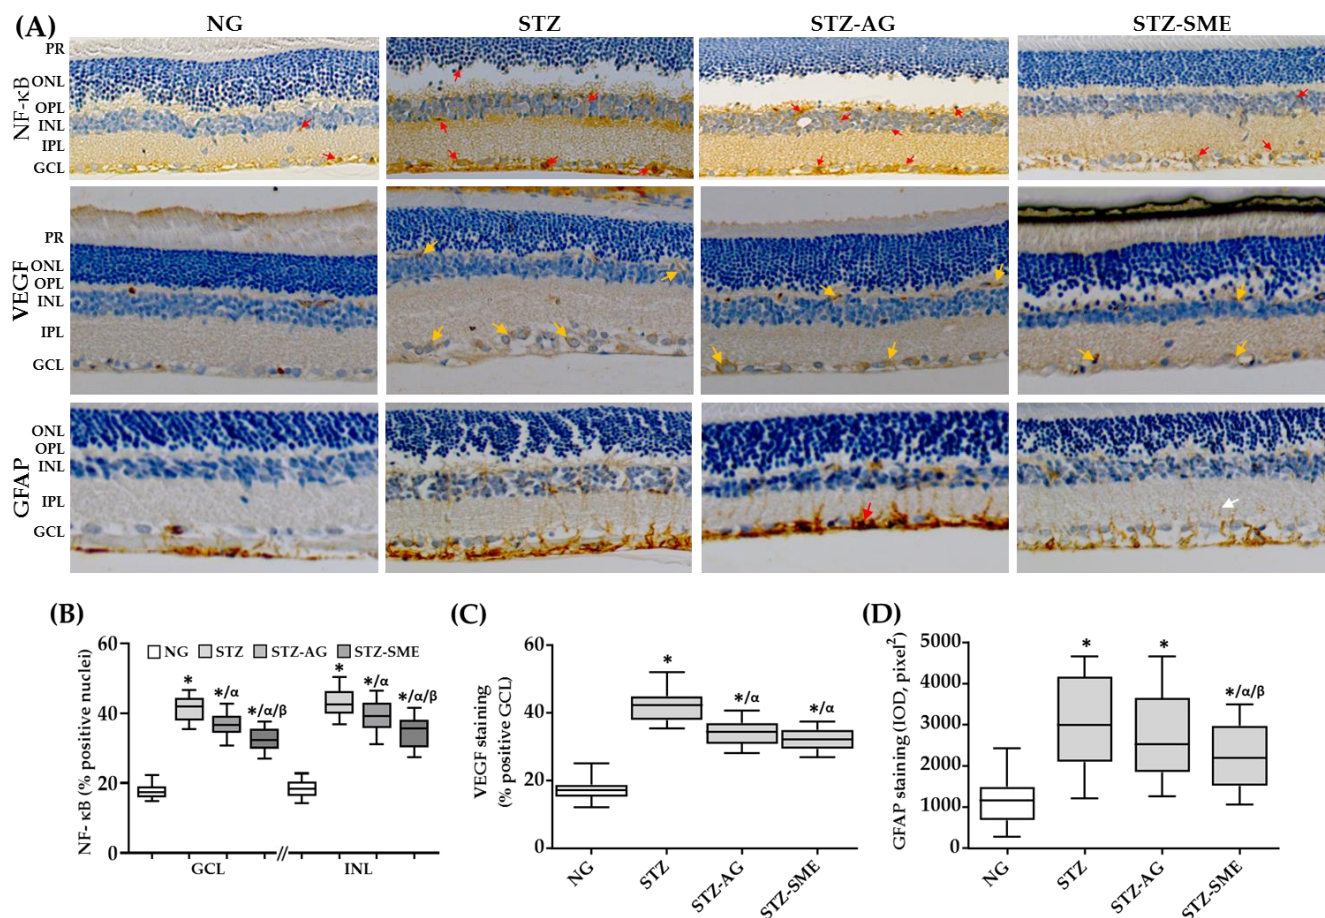 (A)
NG
STZ
STZ-AG
STZ-SME
NF-κB
PR
ONL
OPL
INL
IPL
GCL
VEGF
PR
ONL
OPL
INL
IPL
GCL
GFAP
ONL
OPL
INL
IPL
GCL
(B)
NF- κB (% positive nuclei)
60
40
20
0
NG STZ STZ-AG STZ-SME
*
*/α
*/α/β
*
*/α
*/α/β
GCL
INL
(C)
VEGF staining
(% positive GCL)
60
40
20
0
*
*/α
*/α
NG
STZ
STZ-AG
STZ-SME
(D)
GFAP staining (IOD, pixel²)
5000
4000
3000
2000
1000
0
*
*
*/α/β
NG
STZ
STZ-AG
STZ-SME